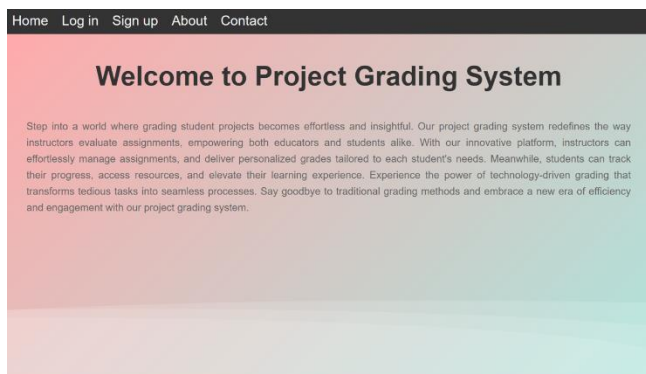 Home Log in Sign up About Contact
Welcome to Project Grading System
Step into a world where grading student projects becomes effortless and insightful. Our project grading system redefines the way
instructors evaluate assignments, empowering both educators and students alike. With our innovative platform, instructors can
effortlessly manage assignments, and deliver personalized grades tailored to each student's needs. Meanwhile, students can track
their progress, access resources, and elevate their learning experience. Experience the power of technology-driven grading that
transforms tedious tasks into seamless processes. Say goodbye to traditional grading methods and embrace a new era of efficiency
and engagement with our project grading system.